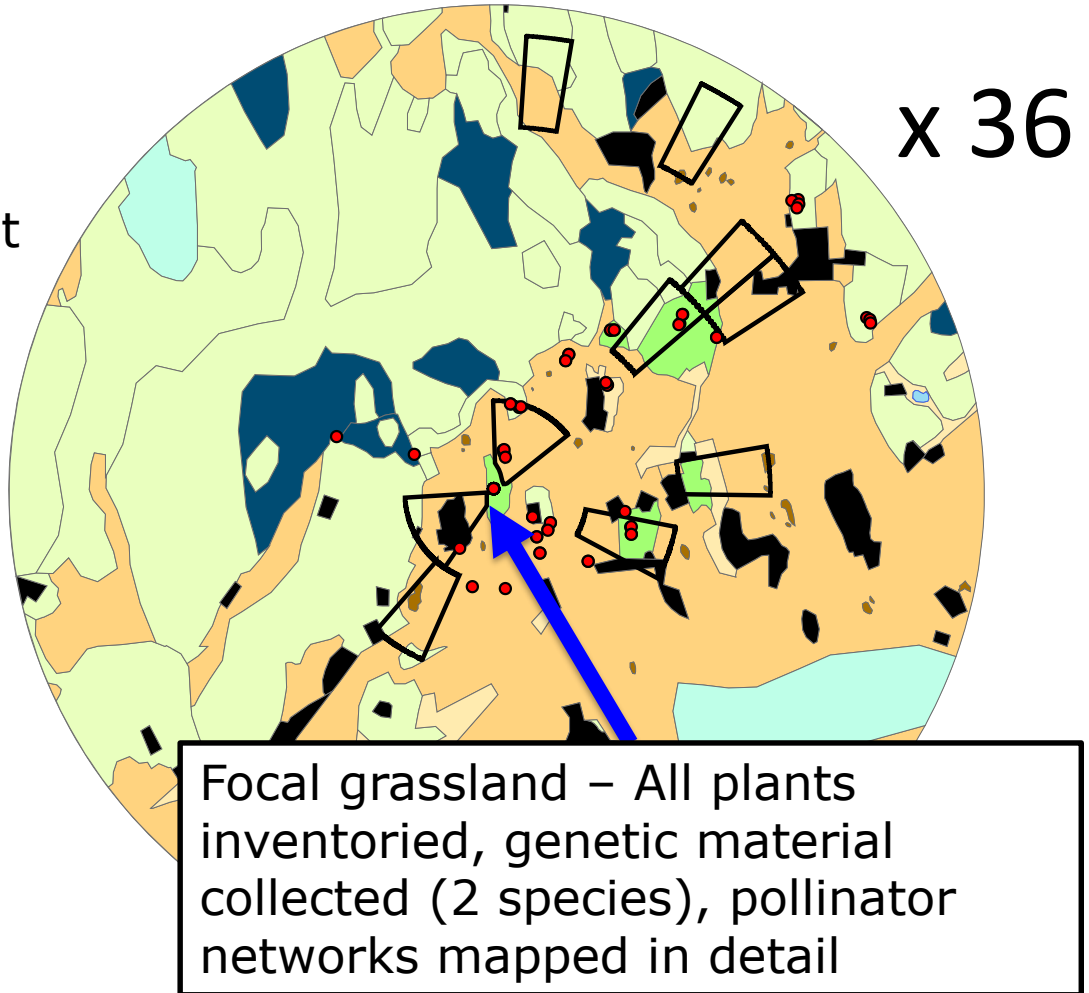 x 36
t
Focal grassland – All plants
inventoried, genetic material
collected (2 species), pollinator
networks mapped in detail